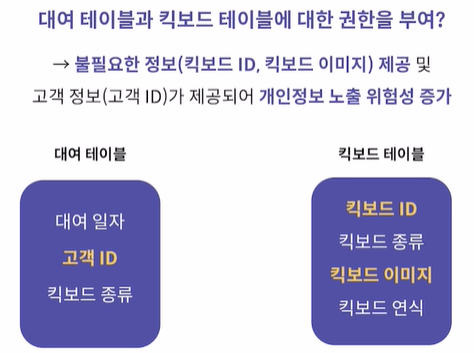 대여 테이블과 킥보드 테이블에 대한 권한을 부여?
→ 불필요한 정보(킥보드 ID, 킥보드 이미지) 제공 및
고객 정보(고객 ID)가 제공되어 개인정보 노출 위험성 증가
대여 테이블
대여 일자
고객 ID
킥보드 종류
킥보드 테이블
킥보드 ID
킥보드 종류
킥보드 이미지
킥보드 연식